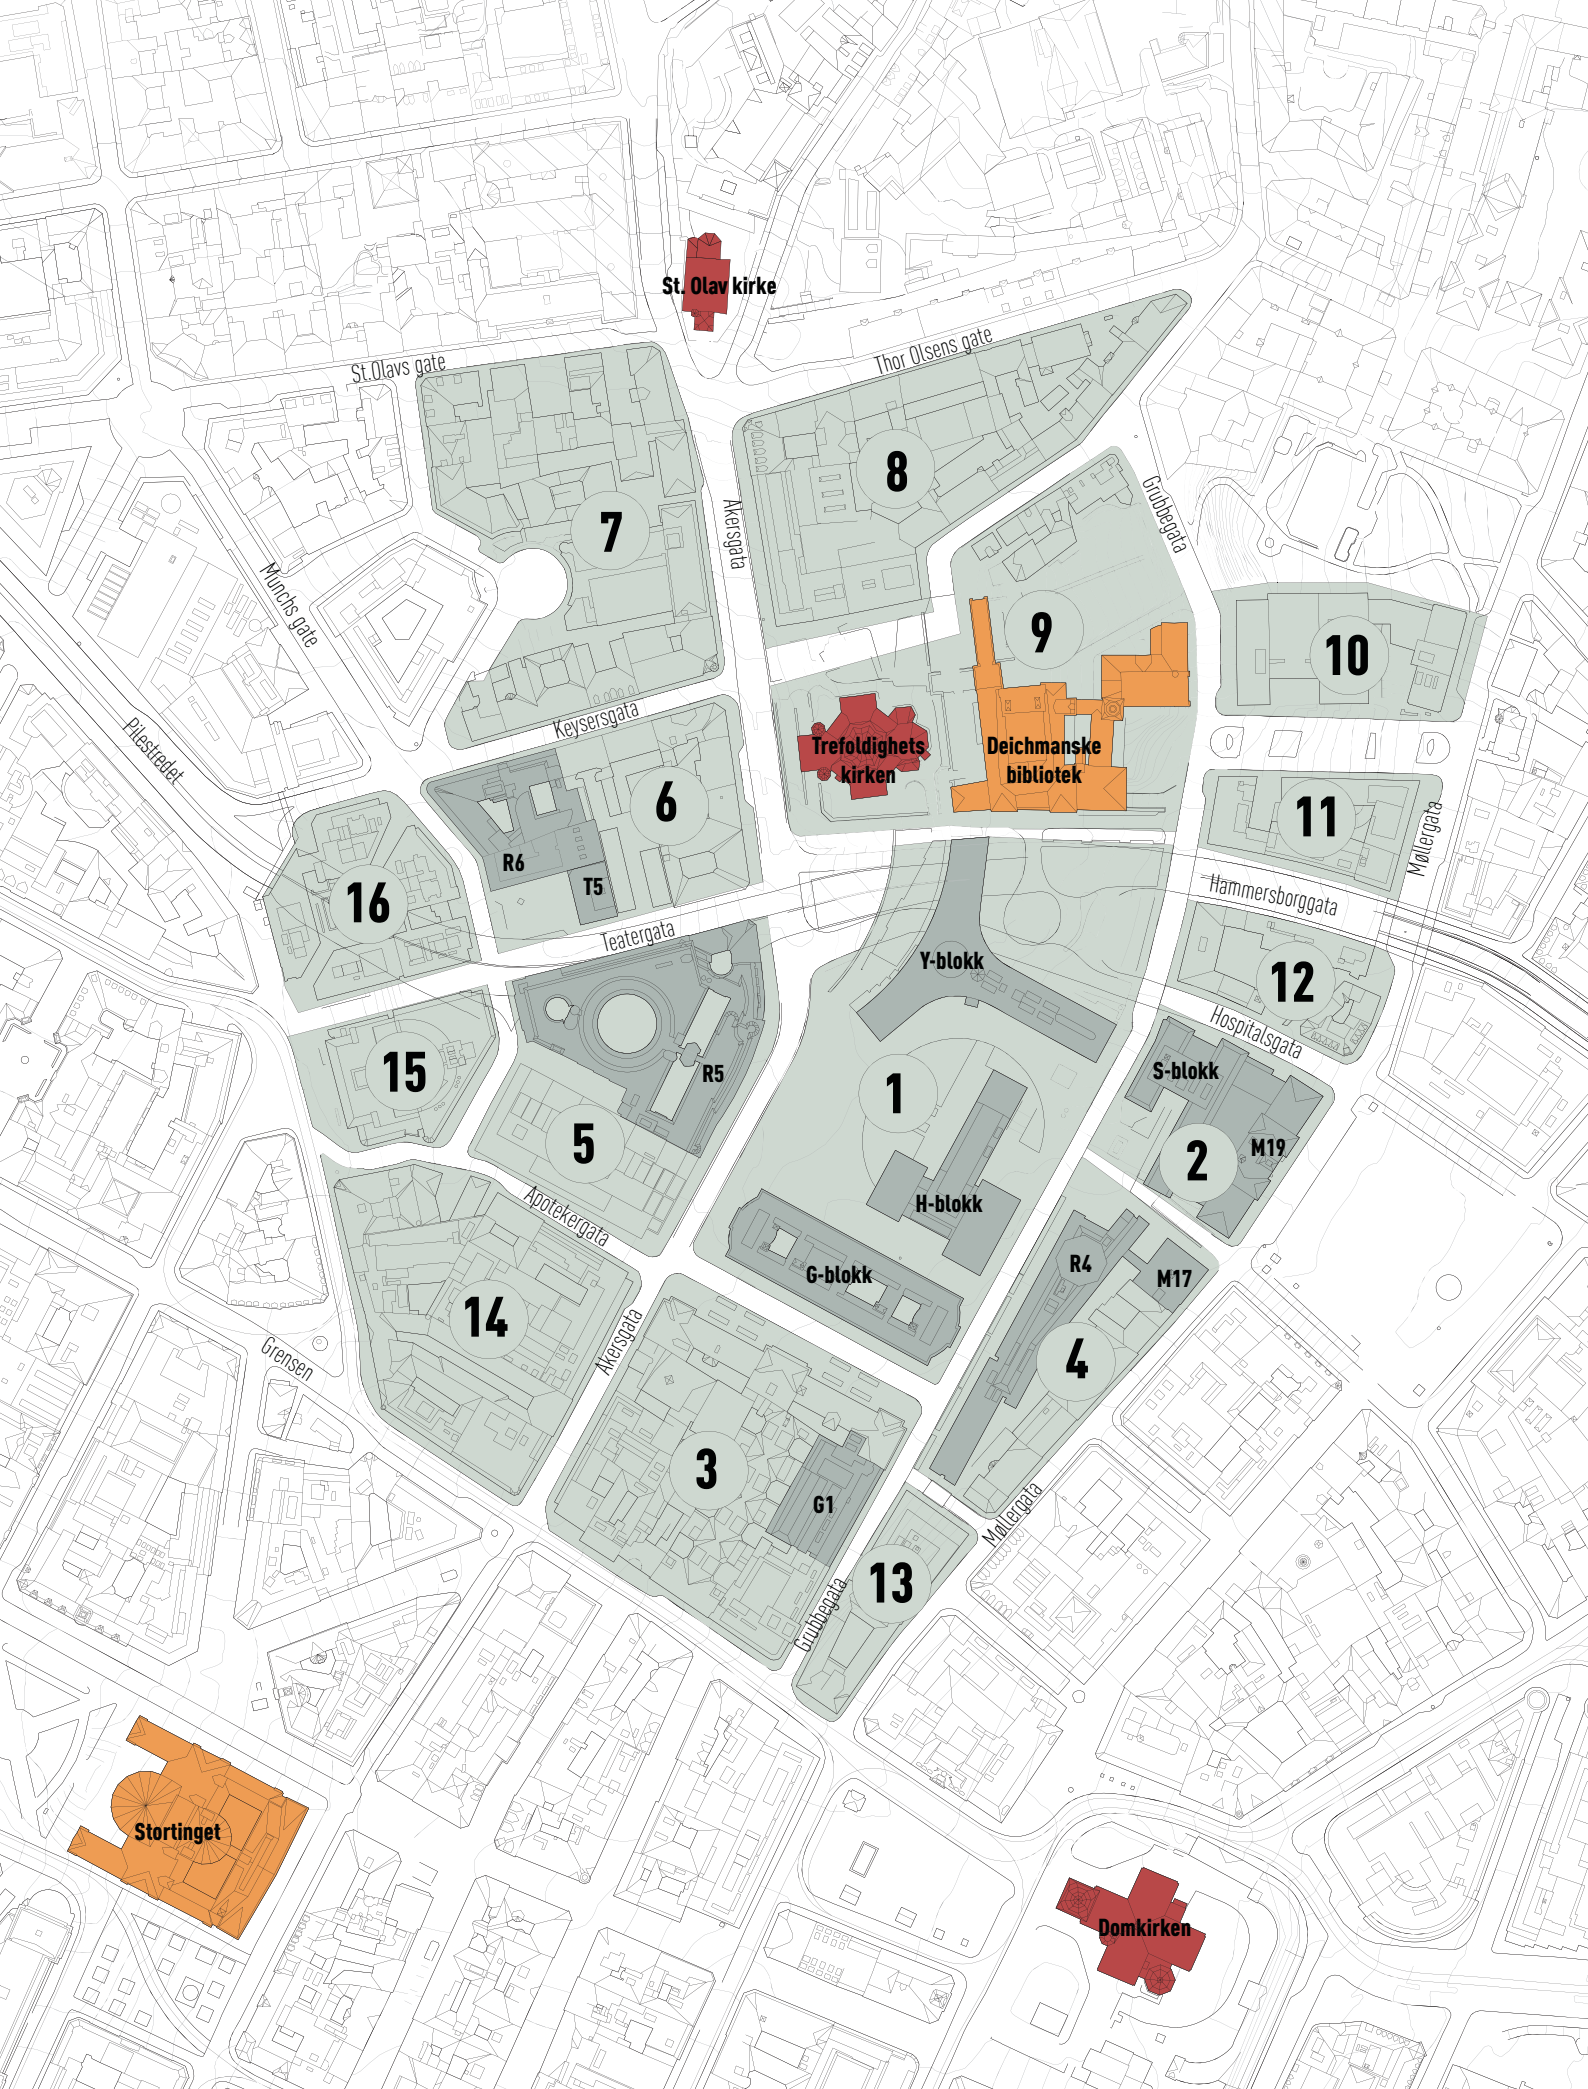 St. Olav kirke
St.Olavs gate
Thor Olsens gate
8
7
Akersgata
Grubbegata
Munchs gate
9
10
Keysersgata
Pilestredet
Trefoldighets
kirken
Deichmanske
bibliotek
6
11
Møllergata
R6
T5
16
Hammersborggata
Teatergata
Y-blokk
12
Hospitalsgata
15
R5
1
S-blokk
5
2
M19
Apotekergata
H-blokk
R4
M17
G-blokk
14
Akersgata
Grensen
4
3
G1
Møllergata
13
Grubbegata
Stortinget
Domkirken